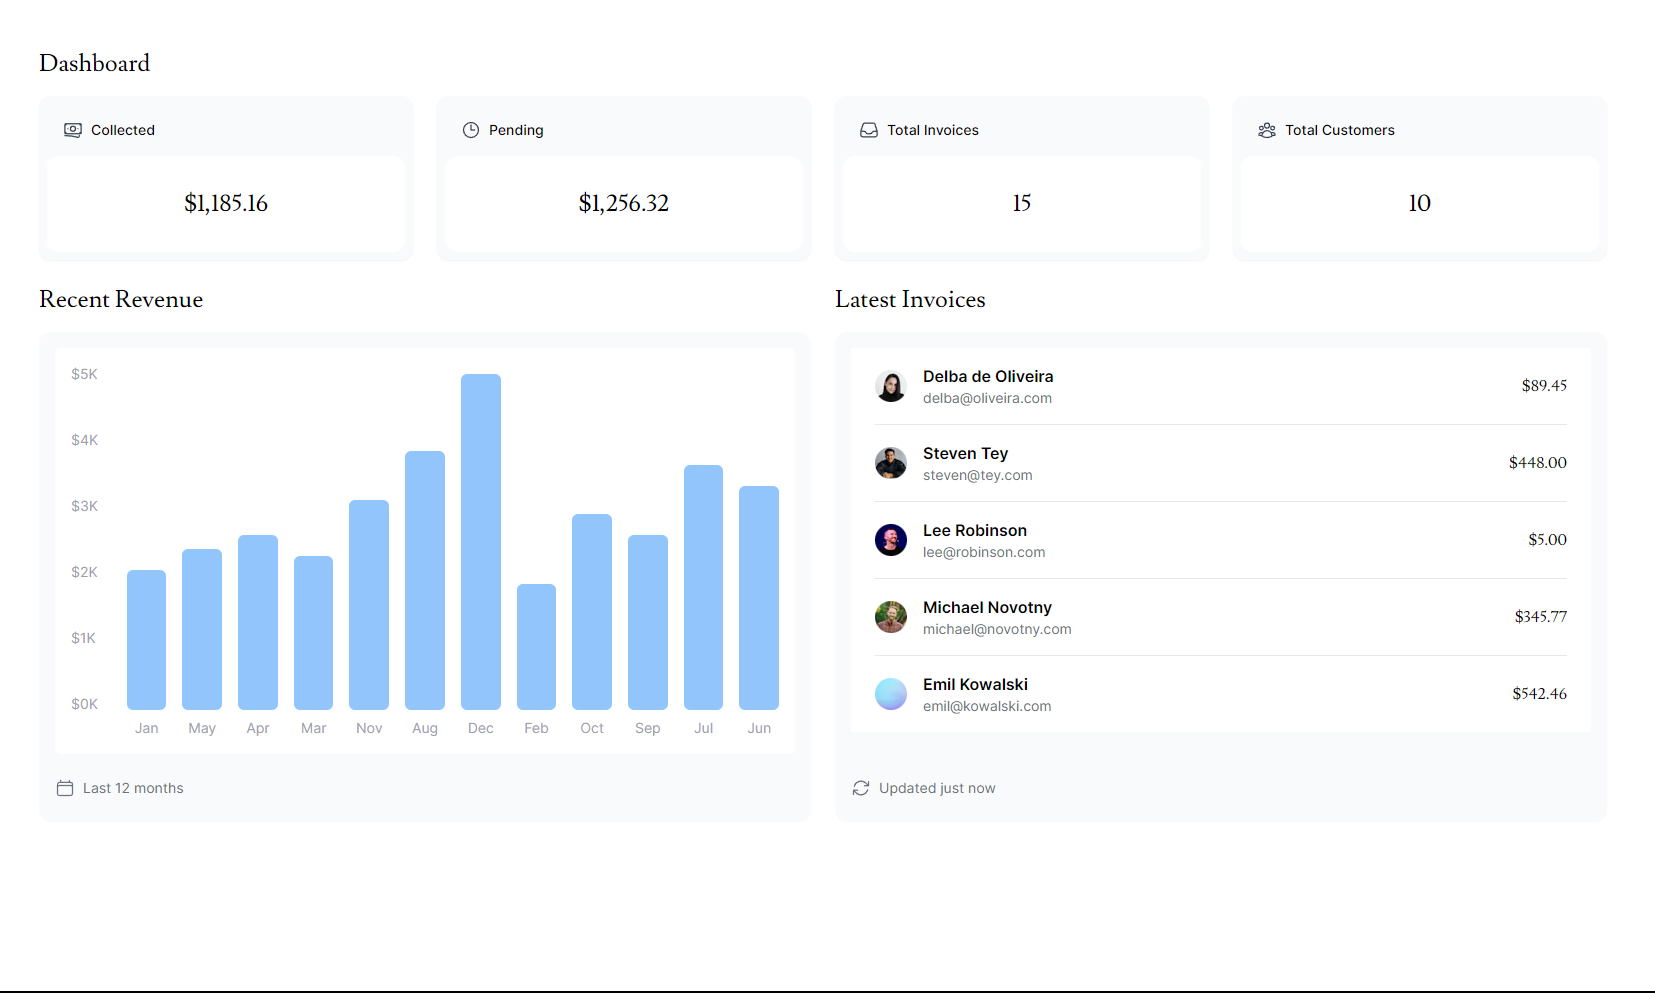 Dashboard
Collected
$1,185.16
Pending
$1,256.32
Total Invoices
15
Total Customers
10
Recent Revenue
$5K
$4K
$3K
$2K
$1K
$0K
Jan May Apr Mar Nov Aug Dec Feb Oct Sep Jul Jun
Last 12 months
Latest Invoices
Delba de Oliveira
delba@oliveira.com
$89.45
Steven Tey
steven@tey.com
$448.00
Lee Robinson
lee@robinson.com
$5.00
Michael Novotny
michael@novotny.com
$345.77
Emil Kowalski
emil@kowalski.com
$542.46
Updated just now